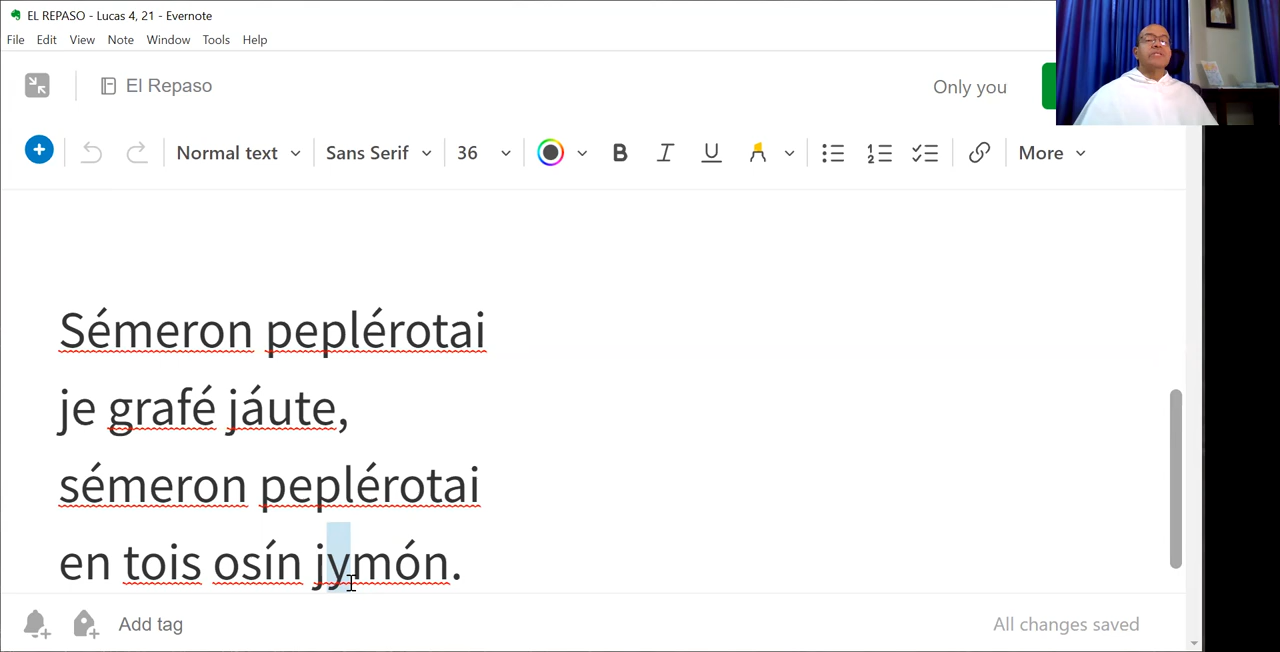 EL REPASO - Lucas 4, 21 - Evernote
File Edit View Note Window Tools Help
El Repaso
Only you
Normal text Sans Serif 36 B I U More
Sémeron peplérotai
je grafé jáute,
sémeron peplérotai
en tois osín jymón.
Add tag
All changes saved